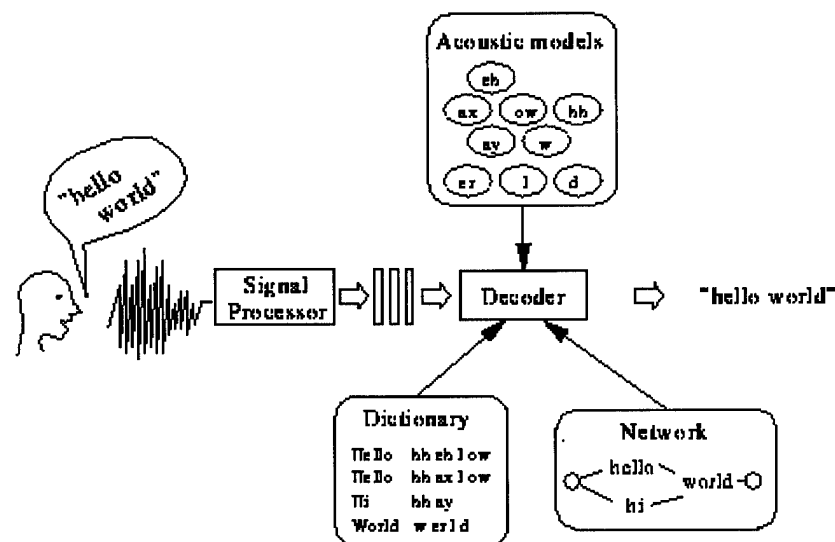 Acoustic models
eh
ax ow hh
ay w
er l d
"hello
world"
Signal
Processor
Decoder
"hello world"
Dictionary
Hello hh eh l ow
Hello hh ax l ow
Hi hh ay
World w er l d
Network
hello
world
hi